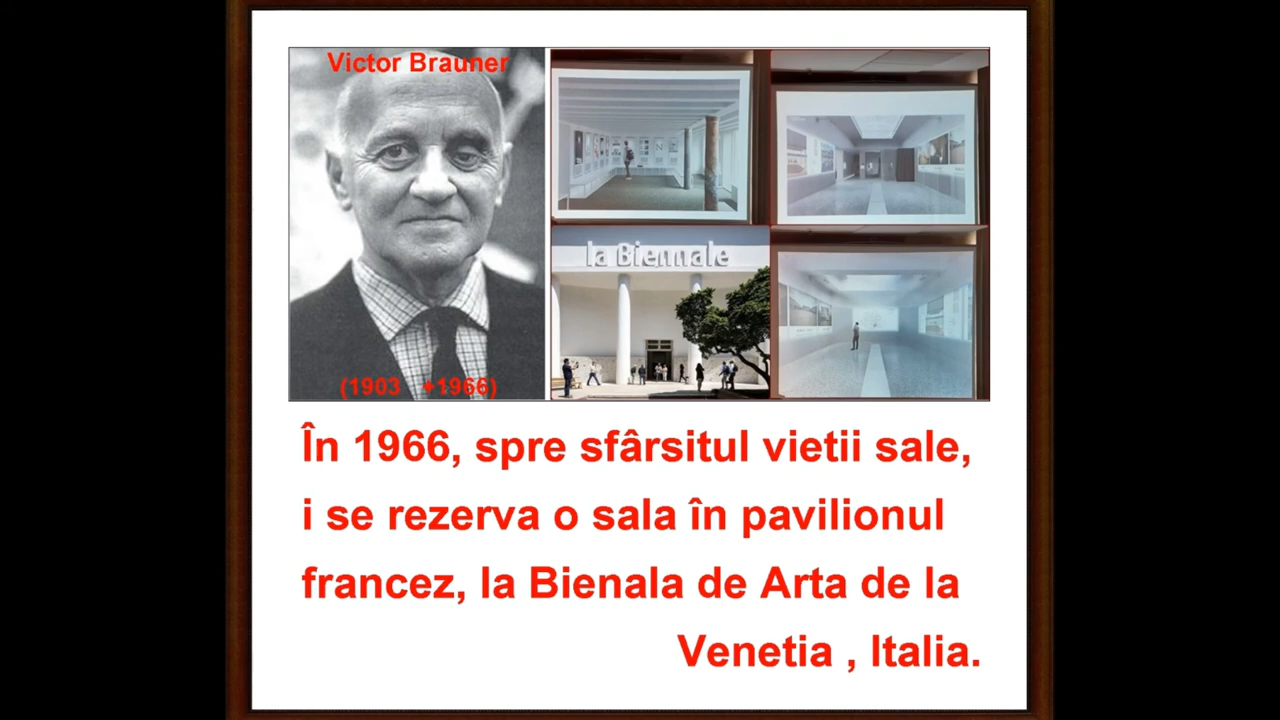 Victor Brauner
(1903 +1966)
la Biennale
În 1966, spre sfârsitul vietii sale,
i se rezerva o sala în pavilionul
francez, la Bienala de Arta de la
Venetia , Italia.